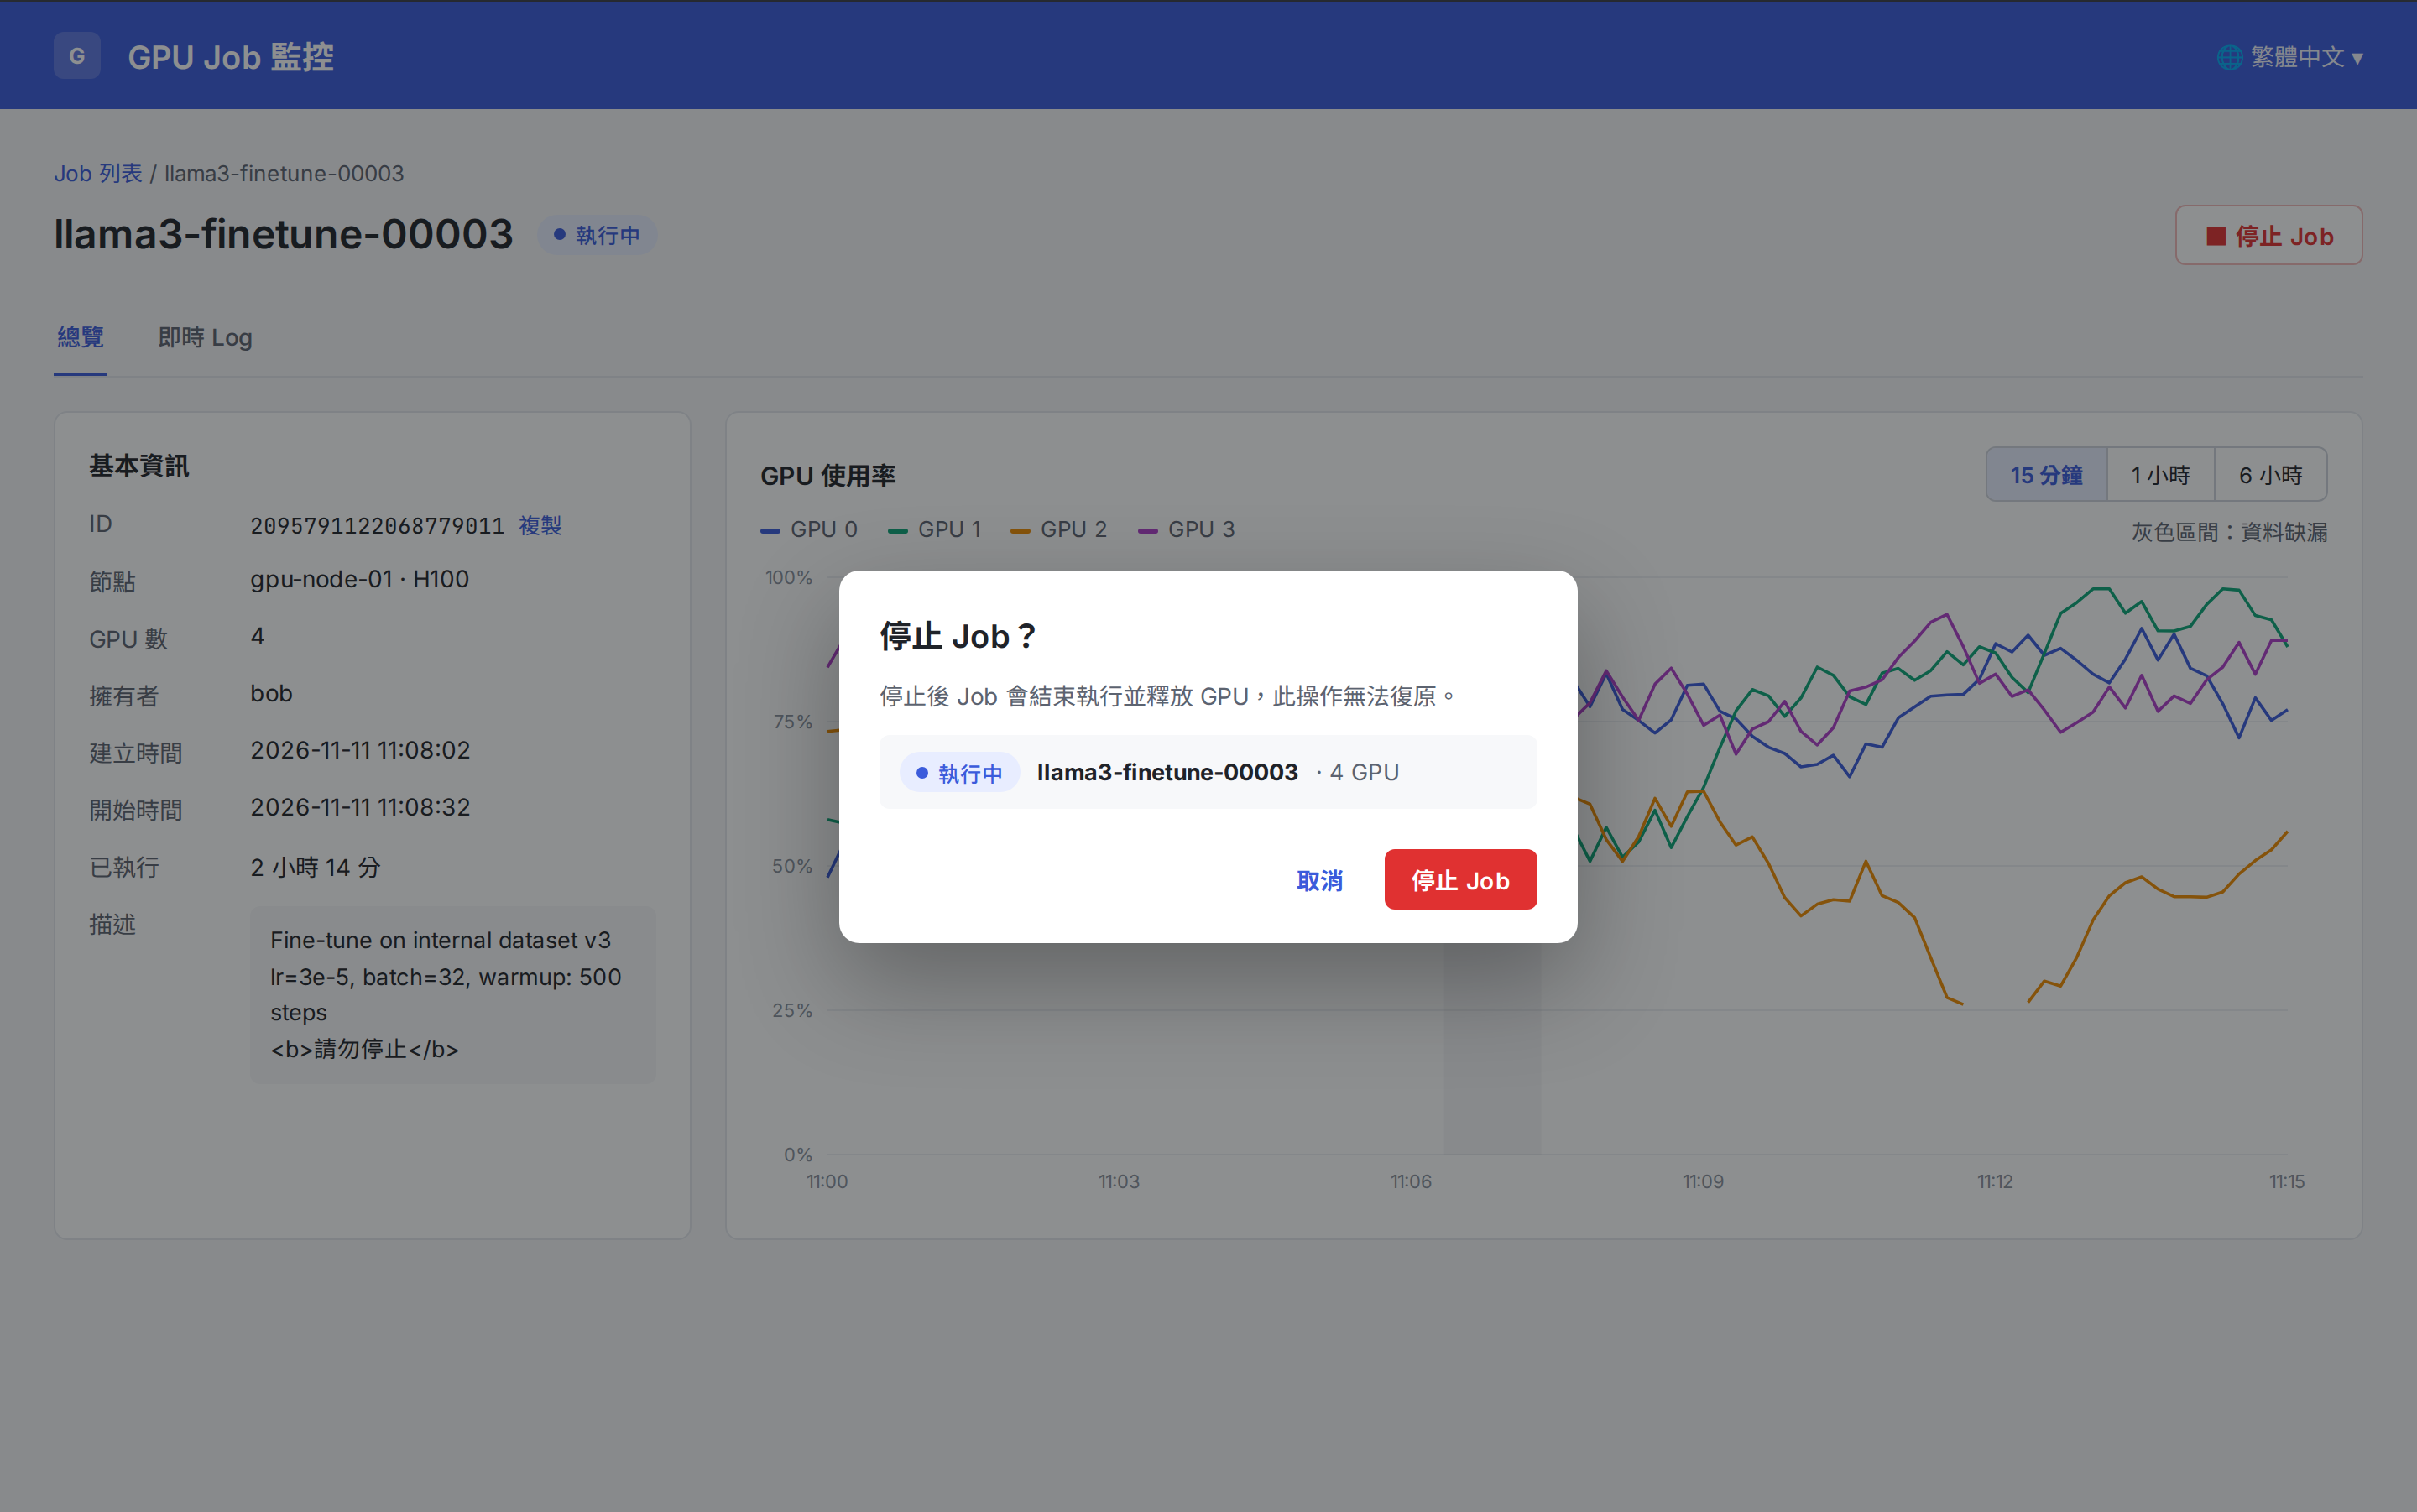 G
GPU Job 監控
🌐 繁體中文 ▾
Job 列表 / llama3-finetune-00003
llama3-finetune-00003
執行中
停止 Job
總覽
即時 Log
基本資訊
ID
2095791122068779011 複製
節點
gpu-node-01 · H100
GPU 數
4
擁有者
bob
建立時間
2026-11-11 11:08:02
開始時間
2026-11-11 11:08:32
已執行
2 小時 14 分
描述
Fine-tune on internal dataset v3
lr=3e-5, batch=32, warmup: 500
steps
<b>請勿停止</b>
GPU 使用率
15 分鐘
1 小時
6 小時
GPU 0
GPU 1
GPU 2
GPU 3
灰色區間：資料缺漏
100%
75%
50%
25%
0%
11:00
11:03
11:06
11:09
11:12
11:15
停止 Job？
停止後 Job 會結束執行並釋放 GPU，此操作無法復原。
執行中 llama3-finetune-00003 · 4 GPU
取消
停止 Job